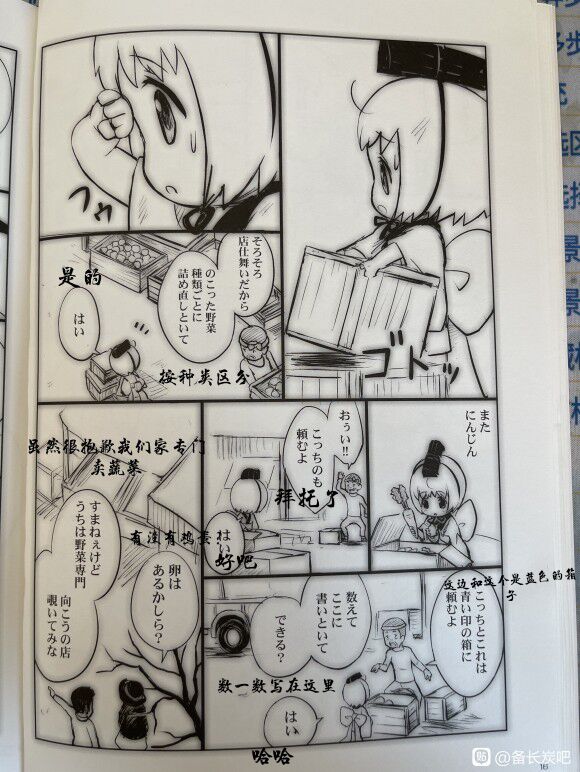 フゥ
ゴトッ
そろそろ
店仕舞いだから
のこった野菜
種類ごとに
詰め直しといて
はい
是的
按种类区分
また
にんじん
おぅい!!
こっちのも
頼むよ
拜托了
はい
好吧
虽然很抱歉我们家专门
卖蔬菜
有没有鸡蛋
卵は
あるかしら?
すまねぇけど
うちは野菜専門
向こうの店
覗いてみな
这边和这个是蓝色的箱
子
こっちとこれは
青い印の箱に
頼むよ
数えて
ここに
書いといて
できる?
数一数写在这里
はい
哈哈
16
贴 @备长炭吧